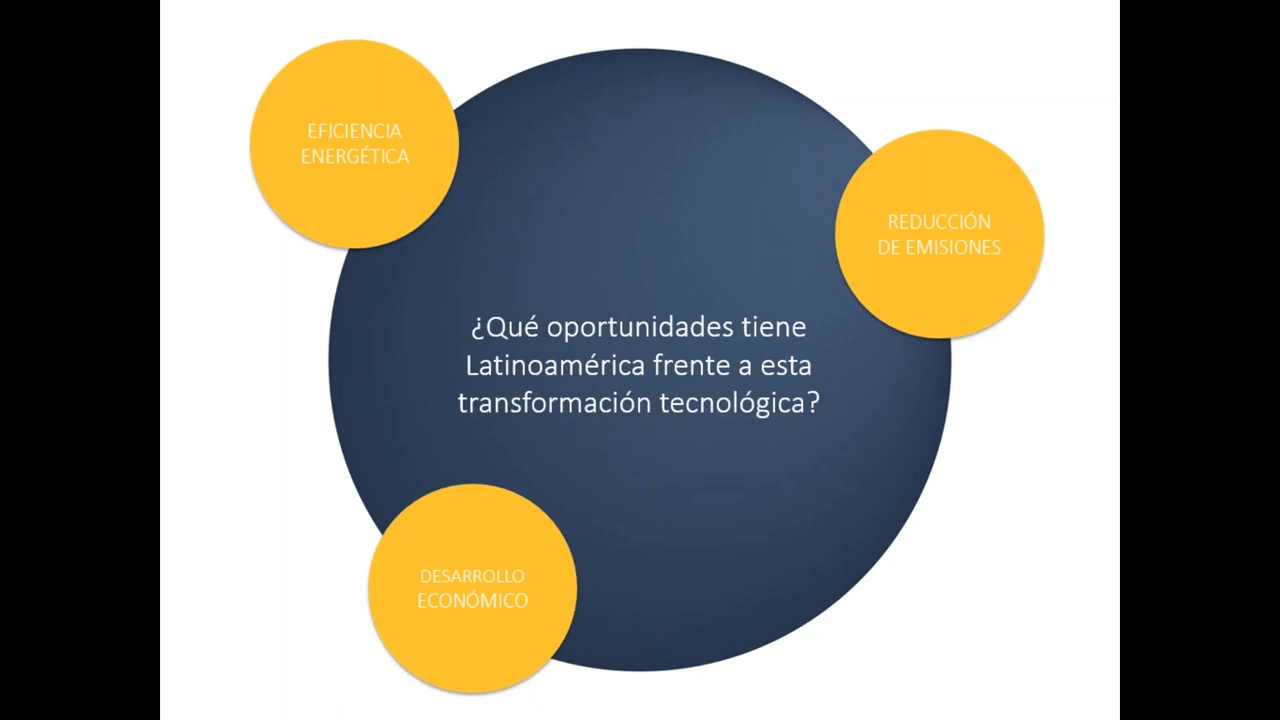 EFICIENCIA
ENERGÉTICA
REDUCCIÓN
DE EMISIONES
¿Qué oportunidades tiene
Latinoamérica frente a esta
transformación tecnológica?
DESARROLLO
ECONÓMICO